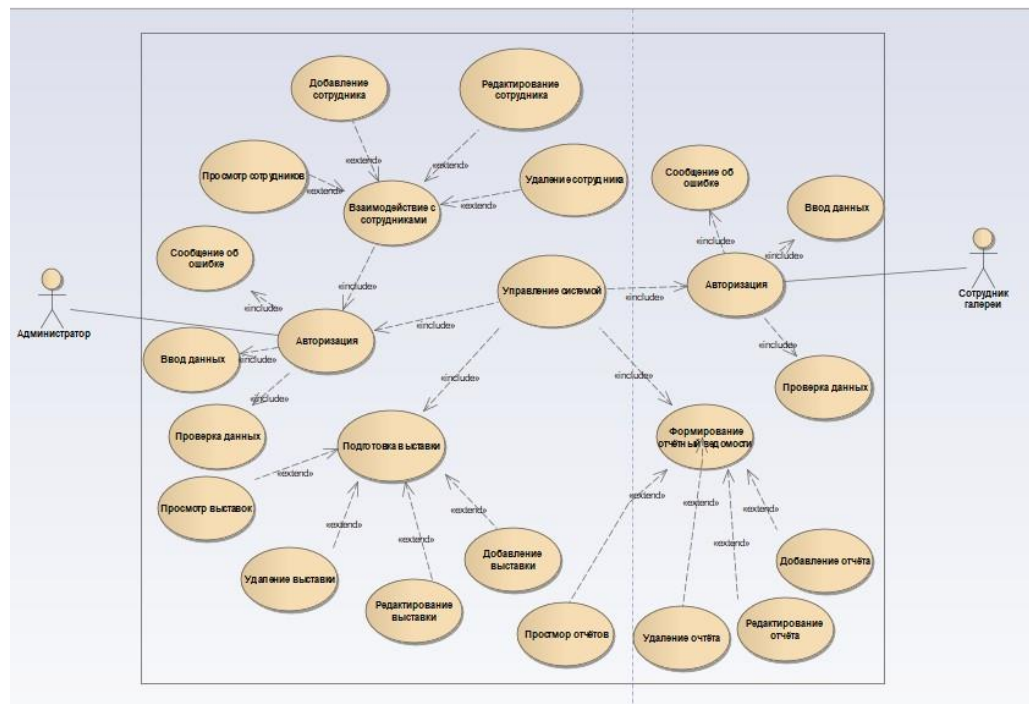 Добавление
сотрудника
Редактирование
сотрудника
«extend»
«extend»
Просмотр сотрудников
«extend»
Удаление сотрудника
«extend»
Взаимодействие с
сотрудниками
Сообщение об
ошибке
Ввод данных
«include»
«include»
Сообщение об
ошибке
«include»
«include»
Управление системой
«include»
Авторизация
Сотрудник
галереи
Администратор
Авторизация
«include»
Ввод данных
«include»
«include»
Проверка данных
«include»
«include»
«include»
Проверка данных
Подготовка выставки
Формирование
отчётный ведомости
Просмотр выставок
«extend»
«extend»
«extend»
«extend»
Удаление выставки
Редактирование
выставки
Добавление
выставки
«extend»
«extend»
«extend»
«extend»
Добавление отчёта
Простмор отчётов
Удаление очтёта
Редактирование
отчёта